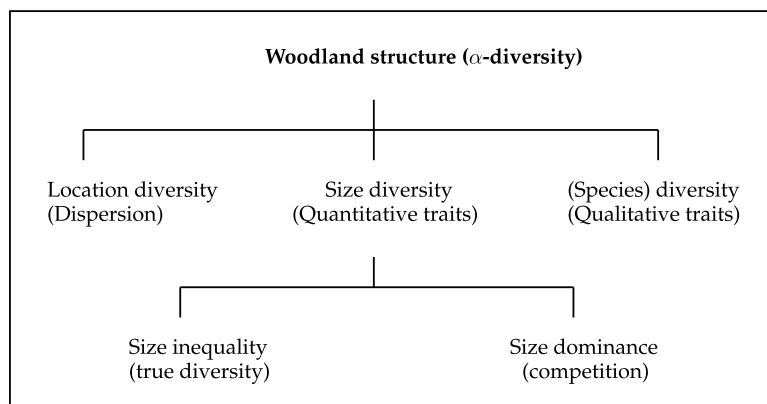 Woodland structure (α-diversity)
Location diversity
(Dispersion)
Size diversity
(Quantitative traits)
(Species) diversity
(Qualitative traits)
Size inequality
(true diversity)
Size dominance
(competition)